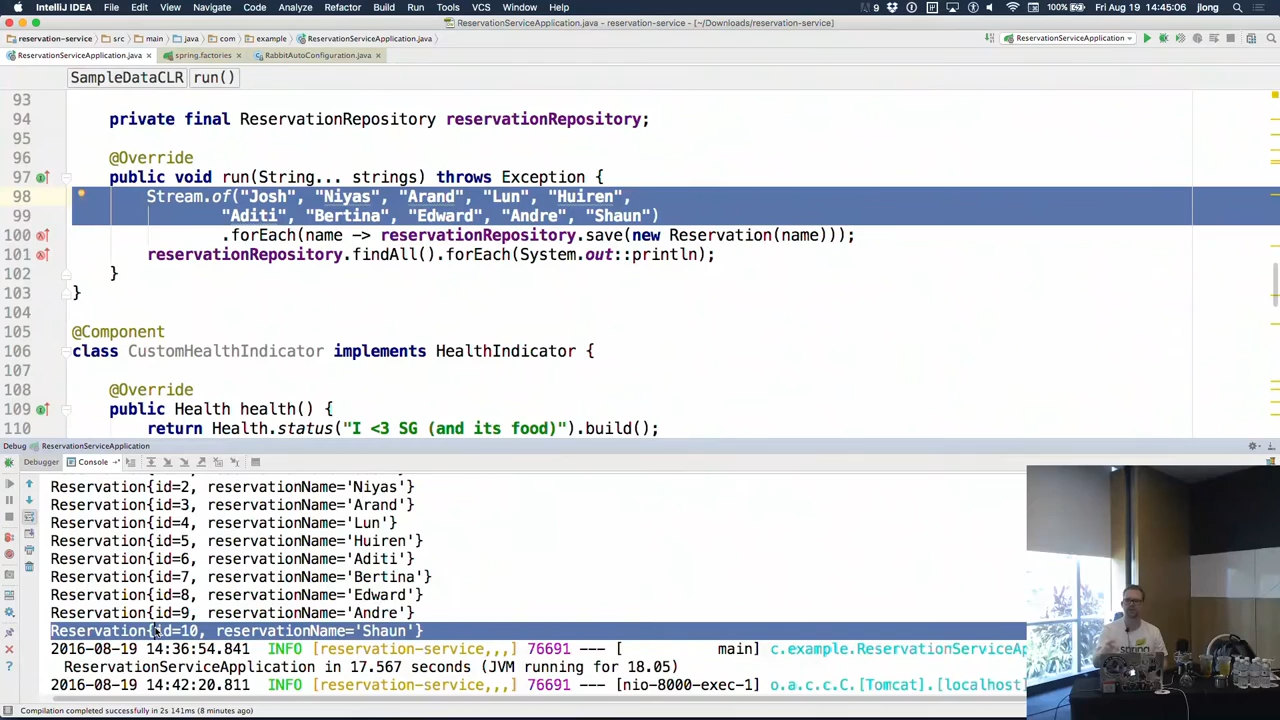 IntelliJ IDEA File Edit View Navigate Code Analyze Refactor Build Run Tools VCS Window Help 9 100% Fri Aug 19 14:45:06 jlong
ReservationServiceApplication.java - reservation-service - [~/Downloads/reservation-service]
reservation-service src main java com example ReservationServiceApplication.java ReservationServiceApplication
ReservationServiceApplication.java spring.factories RabbitAutoConfiguration.java
SampleDataCLR run()
93
94 private final ReservationRepository reservationRepository;
95
96 @Override
97 public void run(String... strings) throws Exception {
98 Stream.of("Josh", "Niyas", "Arand", "Lun", "Huiren",
99 "Aditi", "Bertina", "Edward", "Andre", "Shaun")
100 .forEach(name -> reservationRepository.save(new Reservation(name)));
101 reservationRepository.findAll().forEach(System.out::println);
102 }
103 }
104
105 @Component
106 class CustomHealthIndicator implements HealthIndicator {
107
108 @Override
109 public Health health() {
110 return Health.status("I <3 SG (and its food)").build();
Debug ReservationServiceApplication
Debugger Console
Reservation{id=2, reservationName='Niyas'}
Reservation{id=3, reservationName='Arand'}
Reservation{id=4, reservationName='Lun'}
Reservation{id=5, reservationName='Huiren'}
Reservation{id=6, reservationName='Aditi'}
Reservation{id=7, reservationName='Bertina'}
Reservation{id=8, reservationName='Edward'}
Reservation{id=9, reservationName='Andre'}
Reservation{id=10, reservationName='Shaun'}
2016-08-19 14:36:54.841 INFO [reservation-service,,,] 76691 --- [ main] c.example.ReservationServiceAp
ReservationServiceApplication in 17.567 seconds (JVM running for 18.05)
2016-08-19 14:42:20.811 INFO [reservation-service,,,] 76691 --- [nio-8000-exec-1] o.a.c.c.C.[Tomcat].[localhost]
Compilation completed successfully in 2s 141ms (8 minutes ago)
spring